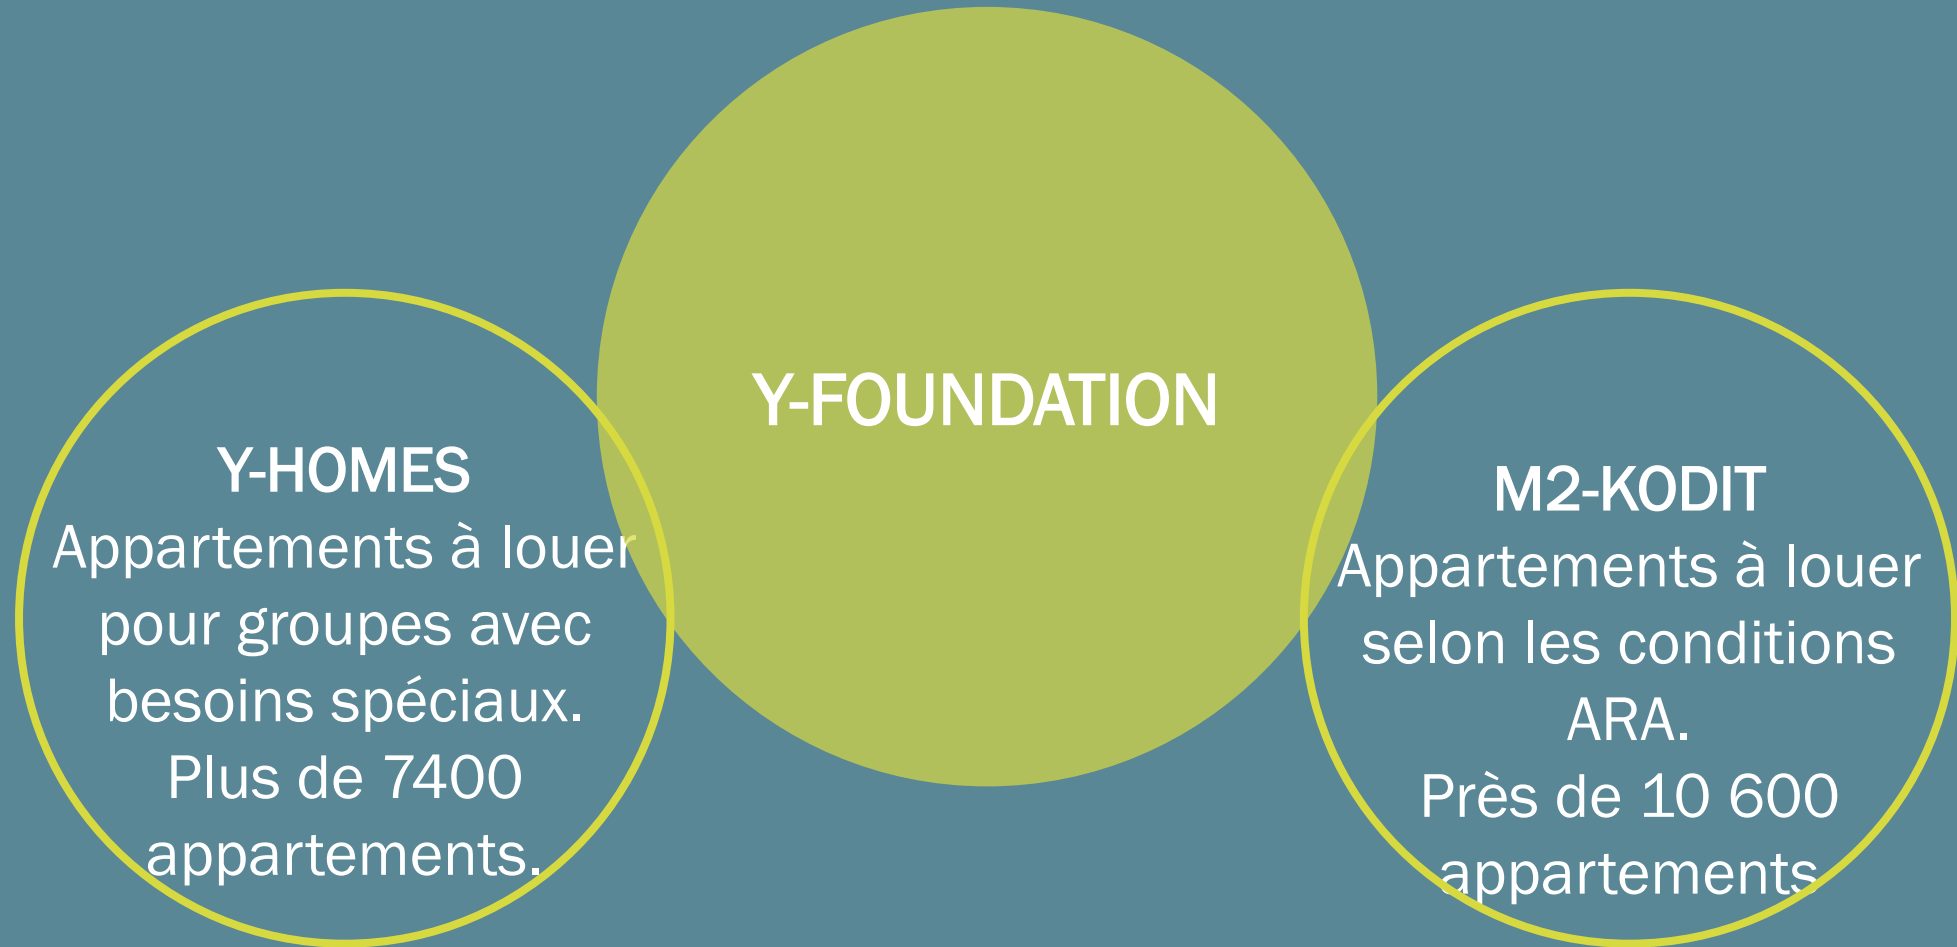 Y-FOUNDATION
Y-HOMES
Appartements à louer
pour groupes avec
besoins spéciaux.
Plus de 7400
appartements.
M2-KODIT
Appartements à louer
selon les conditions
ARA.
Près de 10 600
appartements